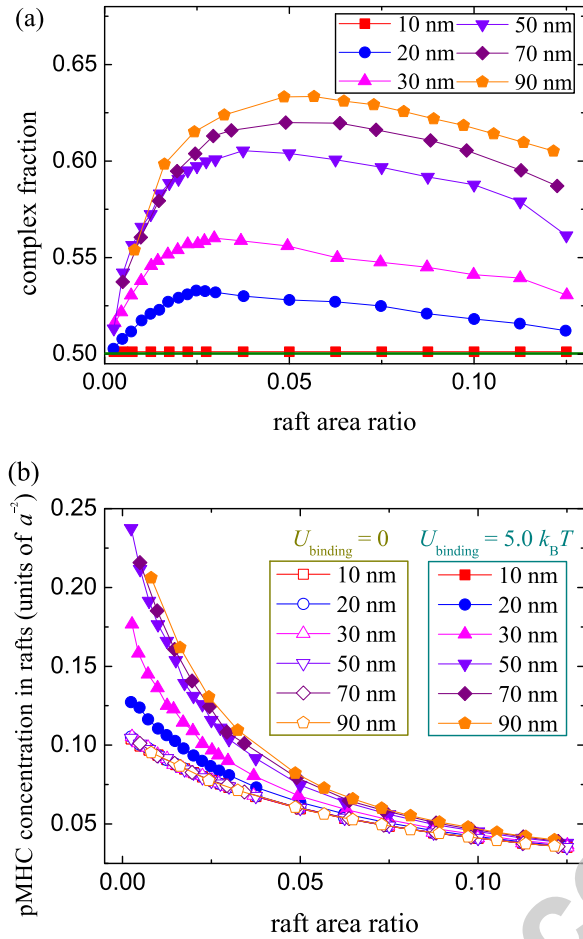 (a)
10 nm 50 nm
20 nm 70 nm
30 nm 90 nm
complex fraction
0.65
0.60
0.55
0.50
0.00 0.05 0.10
raft area ratio
(b)
pMHC concentration in rafts (units of a⁻²)
0.25
0.20
0.15
0.10
0.05
U_binding = 0
10 nm
20 nm
30 nm
50 nm
70 nm
90 nm
U_binding = 5.0 k_BT
10 nm
20 nm
30 nm
50 nm
70 nm
90 nm
0.00 0.05 0.10
raft area ratio